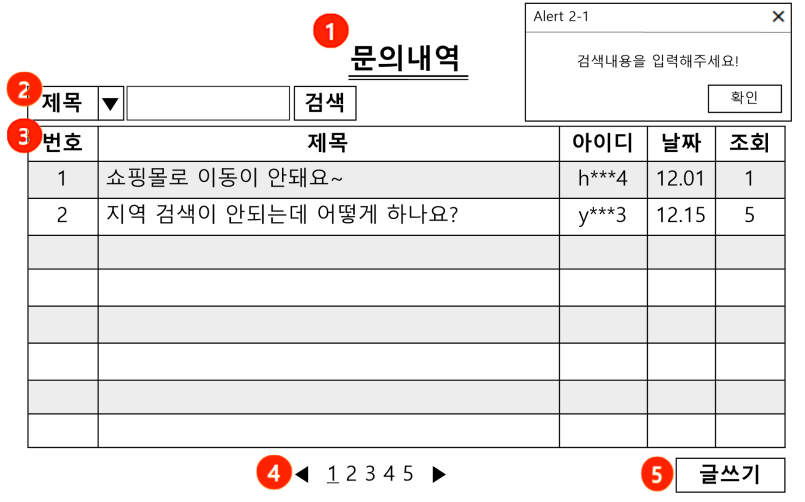 Alert 2-1 ✕
검색내용을 입력해주세요!
확인
1
문의내역
2 제목 ▼ 검색
3 번호 제목 아이디 날짜 조회
1 쇼핑몰로 이동이 안돼요~ h***4 12.01 1
2 지역 검색이 안되는데 어떻게 하나요? y***3 12.15 5
4 ◀ 1 2 3 4 5 ▶
5 글쓰기